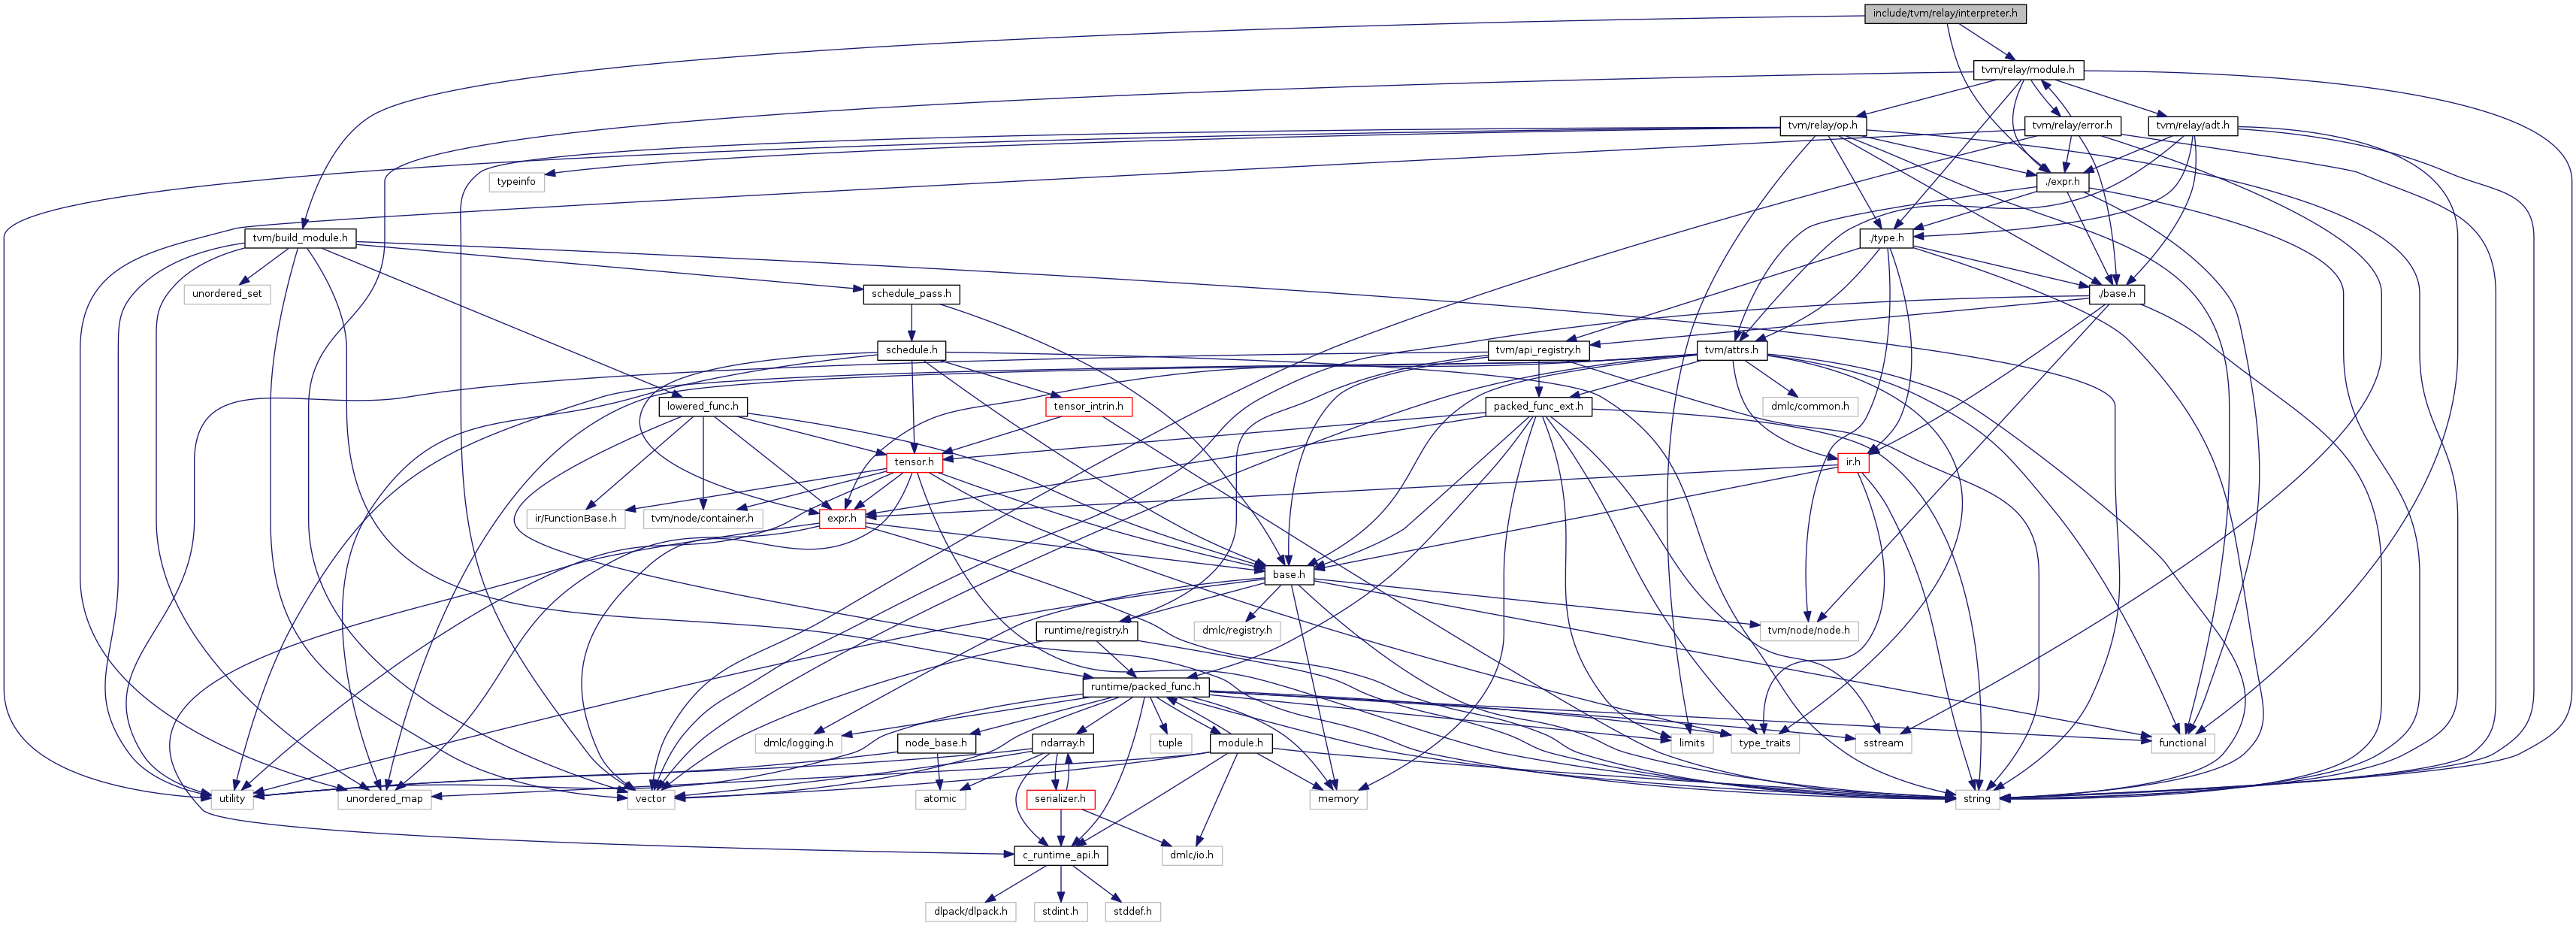 include/tvm/relay/interpreter.h
tvm/relay/module.h
tvm/relay/op.h
tvm/relay/error.h
tvm/relay/adt.h
typeinfo
./expr.h
tvm/build_module.h
./type.h
unordered_set
schedule_pass.h
./base.h
schedule.h
tvm/api_registry.h
tvm/attrs.h
lowered_func.h
tensor_intrin.h
packed_func_ext.h
dmlc/common.h
tensor.h
ir.h
ir/FunctionBase.h
tvm/node/container.h
expr.h
base.h
runtime/registry.h
dmlc/registry.h
tvm/node/node.h
runtime/packed_func.h
dmlc/logging.h
node_base.h
ndarray.h
tuple
module.h
limits
type_traits
sstream
functional
utility
unordered_map
vector
atomic
serializer.h
memory
string
c_runtime_api.h
dmlc/io.h
dlpack/dlpack.h
stdint.h
stddef.h